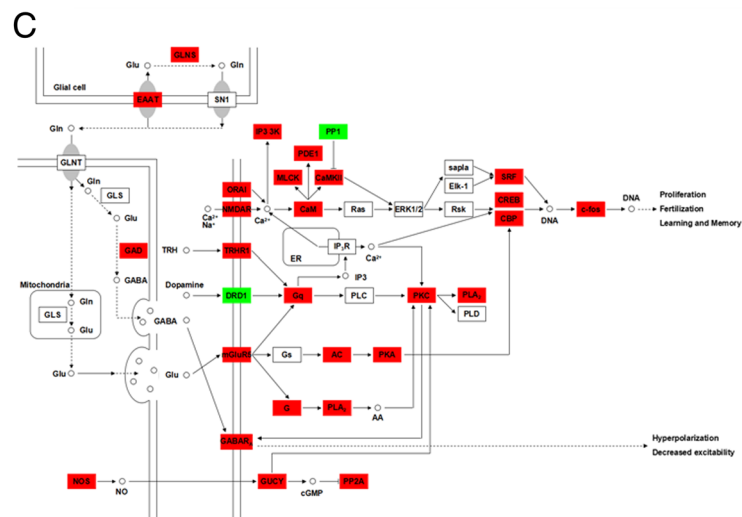 C
GLNS
Glu
Gln
Glial cell
EAAT
SN1
Gln
GLNT
Gln
GLS
Glu
GAD
GABA
Mitochondria
Gln
GLS
Glu
Glu
GABA
Glu
IP3-3K
PP1
PDE1
MLCK
CaMKII
ORAI
NMDAR
Ca²⁺
Na⁺
Ca²⁺
CaM
Ras
ERK1/2
sapla
Elk-1
Rsk
SRF
CREB
CBP
DNA
c-fos
DNA
Proliferation
Fertilization
Learning and Memory
TRH
TRHR1
ER
IP₃R
Ca²⁺
IP3
Dopamine
DRD1
Gq
PLC
PKC
PLA₂
PLD
mGluR5
Gs
AC
PKA
G
PLA₂
AA
GABARₐ
Hyperpolarization
Decreased excitability
NOS
NO
GUCY
cGMP
PP2A